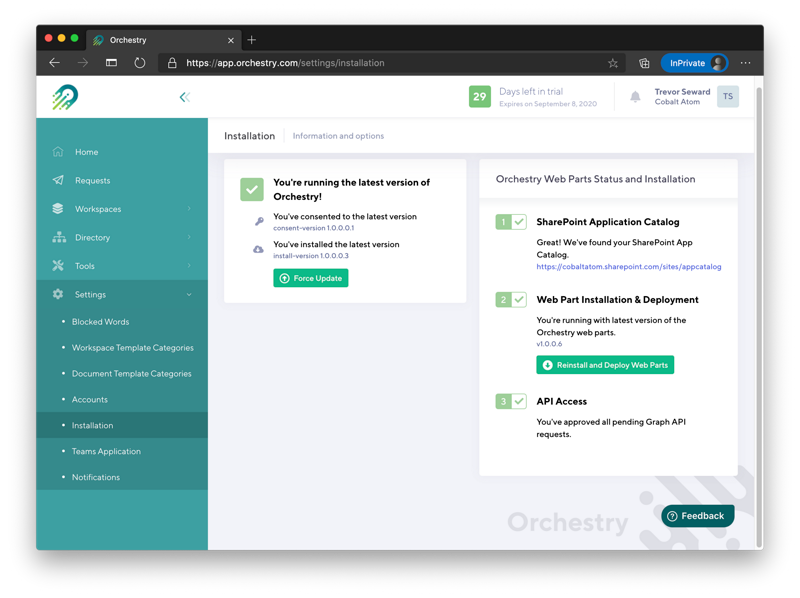 Orchestry
https://app.orchestry.com/settings/installation
InPrivate
29
Days left in trial
Expires on September 8, 2020
Trevor Seward
Cobalt Atom
TS
Home
Requests
Workspaces
Directory
Tools
Settings
Blocked Words
Workspace Template Categories
Document Template Categories
Accounts
Installation
Teams Application
Notifications
Installation
Information and options
You're running the latest version of
Orchestry!
You've consented to the latest version
consent-version 1.0.0.0.1
You've installed the latest version
install-version 1.0.0.0.3
Force Update
Orchestry Web Parts Status and Installation
1
SharePoint Application Catalog
Great! We've found your SharePoint App
Catalog.
https://cobaltatom.sharepoint.com/sites/appcatalog
2
Web Part Installation & Deployment
You're running with latest version of the
Orchestry web parts.
v1.0.0.6
Reinstall and Deploy Web Parts
3
API Access
You've approved all pending Graph API
requests.
Orchestry
Feedback